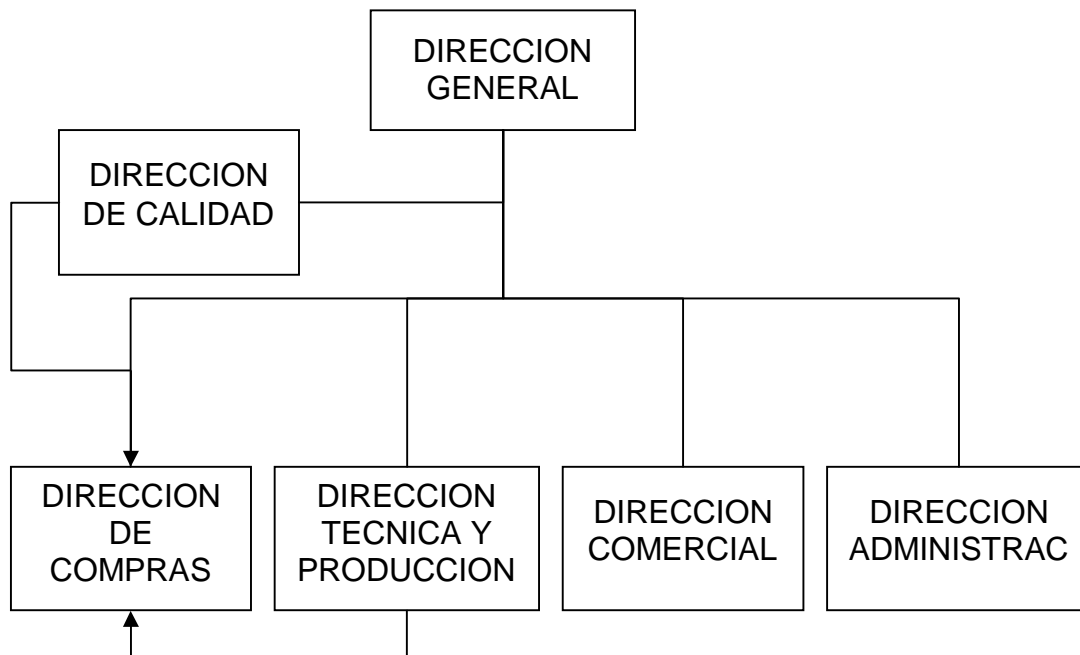 DIRECCION
GENERAL
DIRECCION
DE CALIDAD
DIRECCION
DE
COMPRAS
DIRECCION
TECNICA Y
PRODUCCION
DIRECCION
COMERCIAL
DIRECCION
ADMINISTRAC